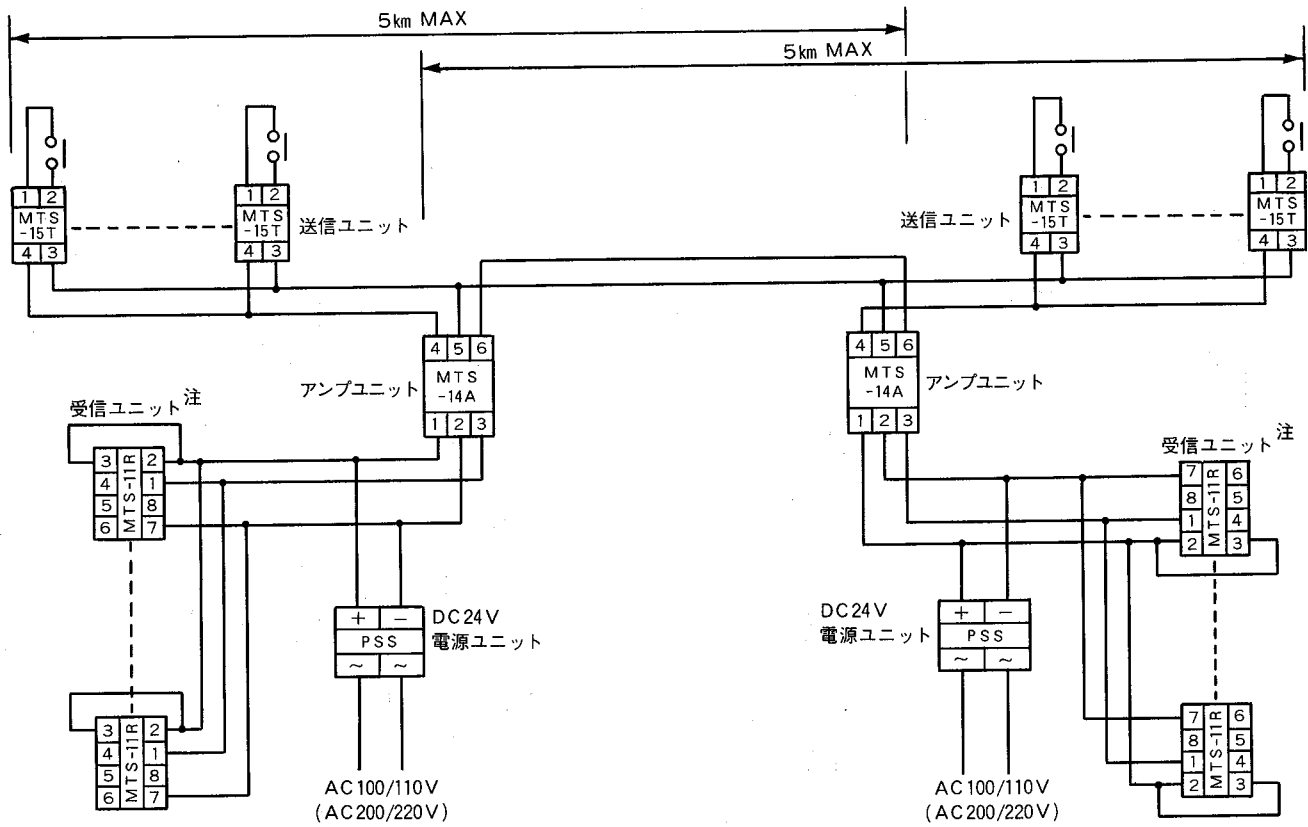 5km MAX
5km MAX
1 2
MTS
-15T
4 3
1 2
MTS
-15T
4 3
送信ユニット
送信ユニット
1 2
MTS
-15T
4 3
1 2
MTS
-15T
4 3
4 5 6
MTS
-14A
1 2 3
アンプユニット
4 5 6
MTS
-14A
1 2 3
アンプユニット
受信ユニット注
3 2
4 1
5 8
6 7
MTS-11R
受信ユニット注
7 6
8 5
1 4
2 3
MTS-11R
+ −
PSS
~ ~
DC24V
電源ユニット
DC24V
電源ユニット
+ −
PSS
~ ~
3 2
4 1
5 8
6 7
MTS-11R
7 6
8 5
1 4
2 3
MTS-11R
AC100/110V
(AC200/220V)
AC100/110V
(AC200/220V)